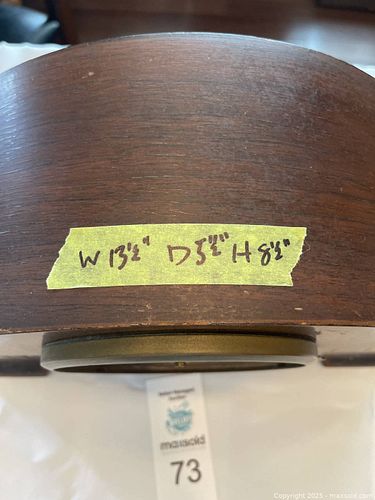 W 13½" D 5½" H 8½"
maxsold
73
Copyright 2025 - maxsold.com